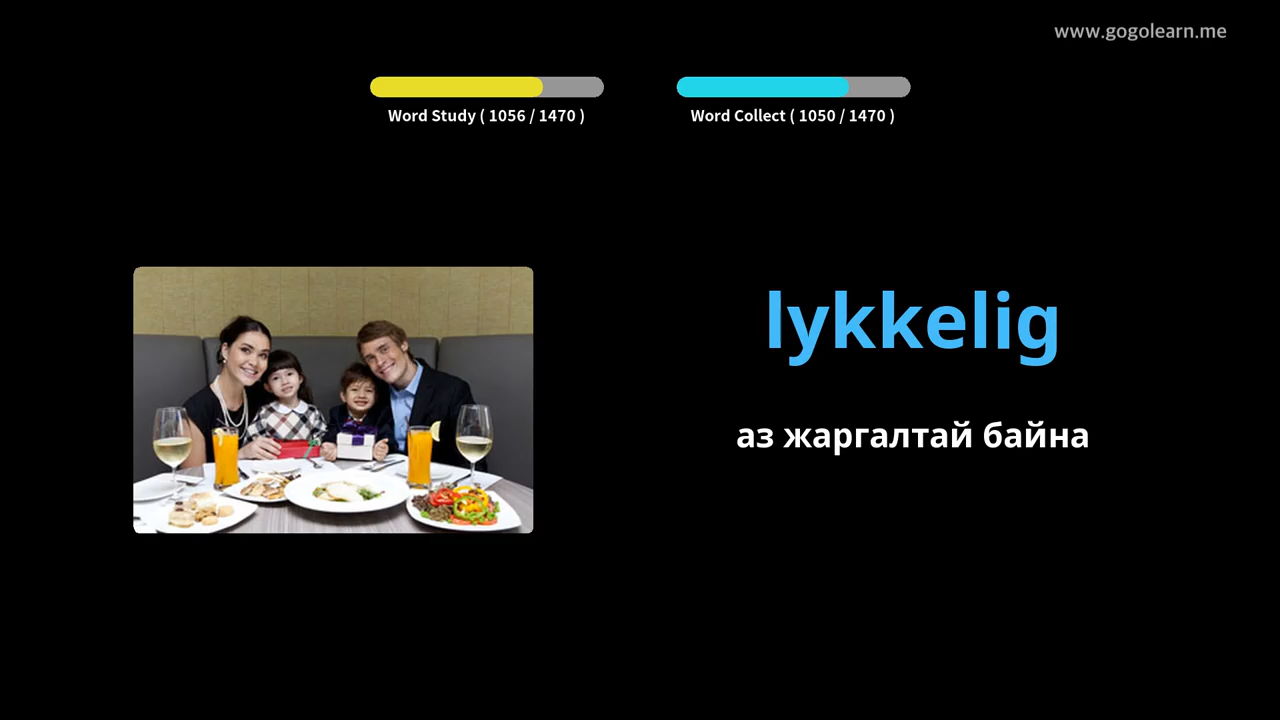 www.gogolearn.me
Word Study ( 1056 / 1470 )
Word Collect ( 1050 / 1470 )
lykkelig
аз жаргалтай байна